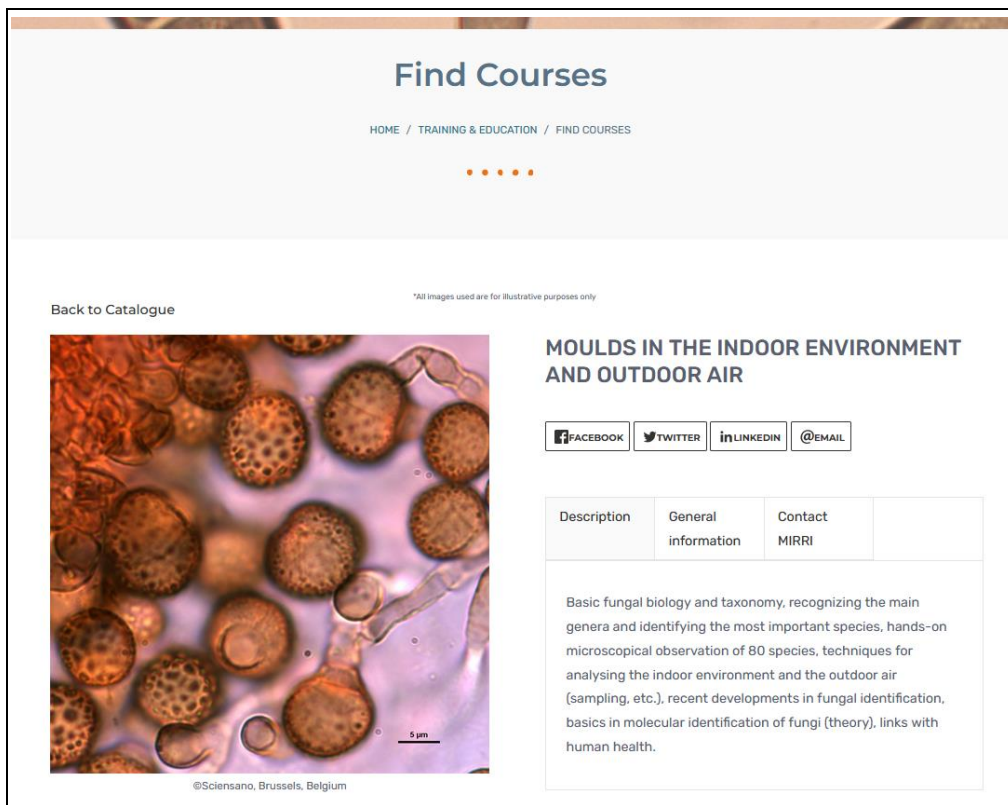 Find Courses
HOME / TRAINING & EDUCATION / FIND COURSES
*All images used are for illustrative purposes only
Back to Catalogue
5 µm
©Sciensano, Brussels, Belgium
MOULDS IN THE INDOOR ENVIRONMENT
AND OUTDOOR AIR
FACEBOOK TWITTER LINKEDIN @EMAIL
Description General information Contact MIRRI
Basic fungal biology and taxonomy, recognizing the main
genera and identifying the most important species, hands-on
microscopical observation of 80 species, techniques for
analysing the indoor environment and the outdoor air
(sampling, etc.), recent developments in fungal identification,
basics in molecular identification of fungi (theory), links with
human health.